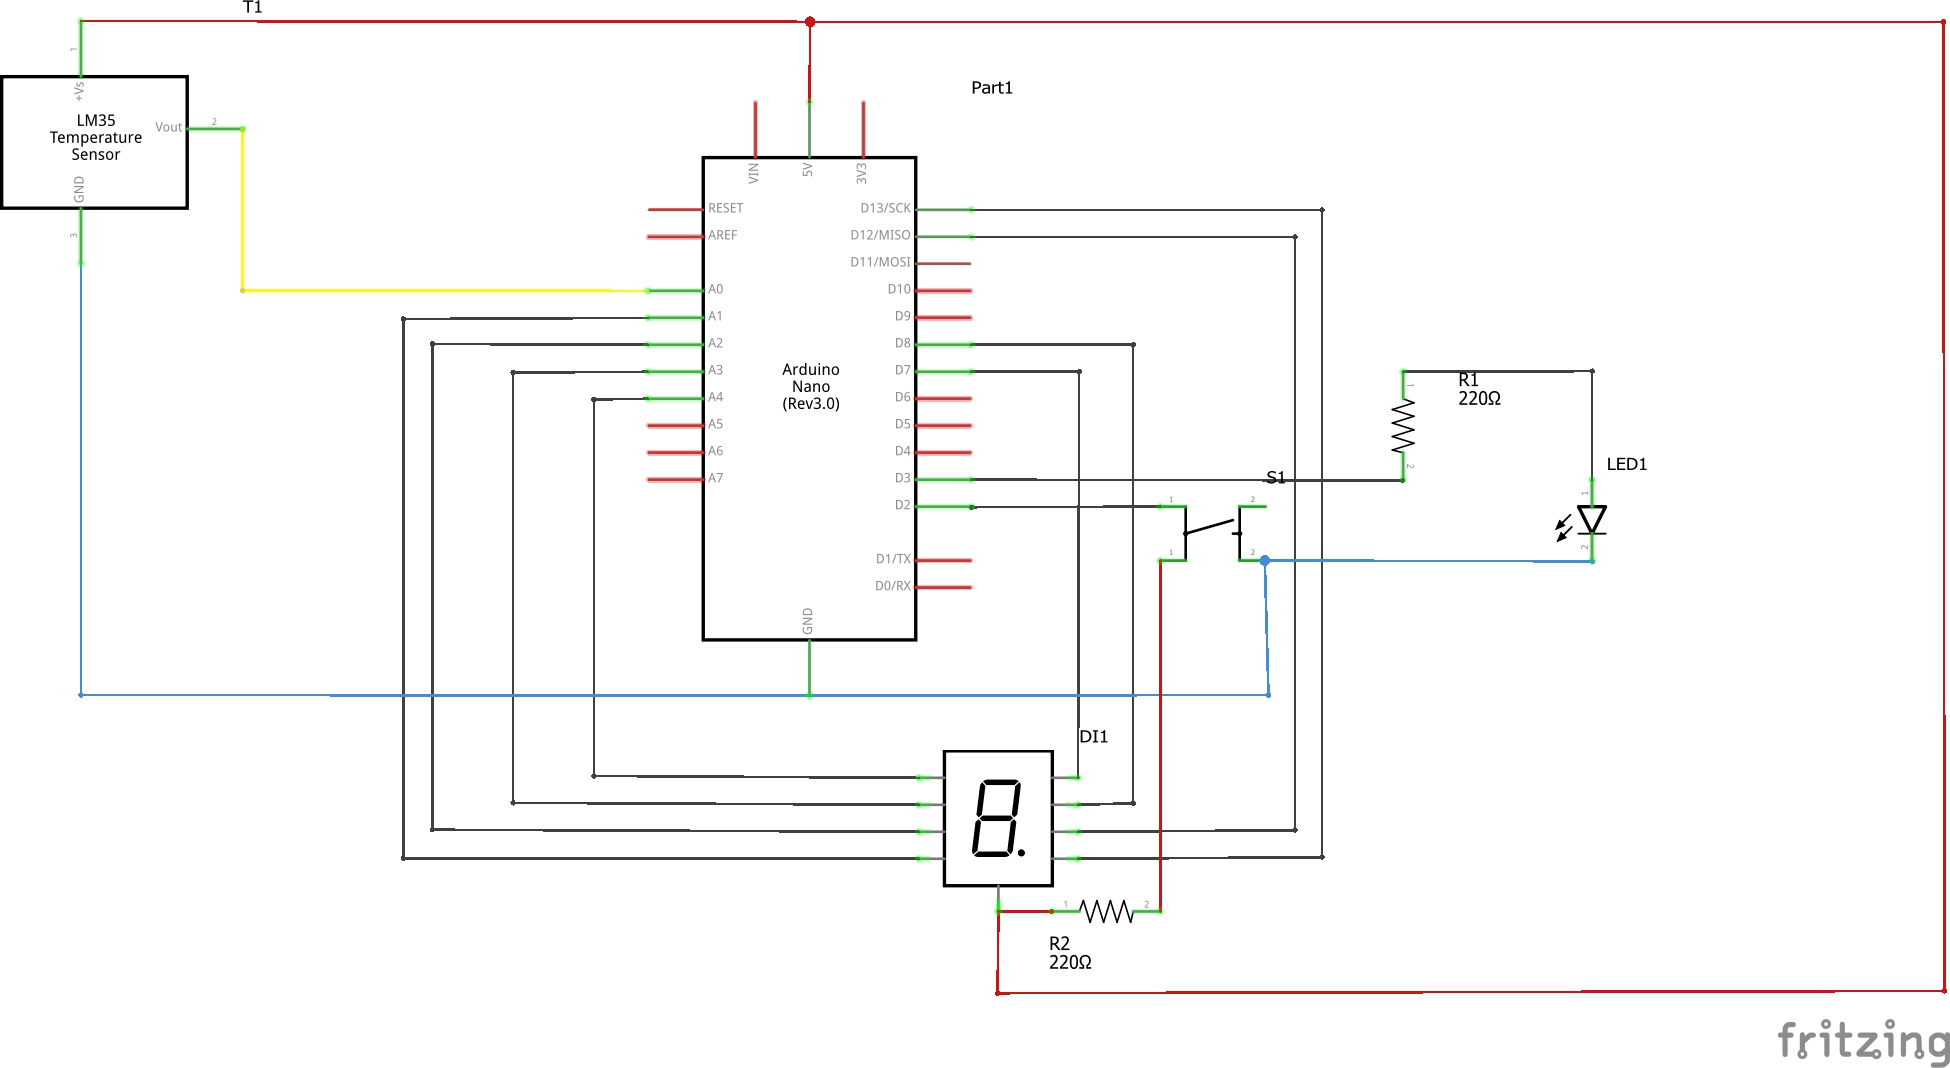 T1
1
+Vs
LM35
Temperature
Sensor
Vout
2
GND
3
Part1
VIN
5V
3V3
RESET
AREF
A0
A1
A2
A3
A4
A5
A6
A7
Arduino
Nano
(Rev3.0)
D13/SCK
D12/MISO
D11/MOSI
D10
D9
D8
D7
D6
D5
D4
D3
D2
D1/TX
D0/RX
GND
1
R1
220Ω
2
S1
1
2
1
2
LED1
1
2
DI1
1
2
R2
220Ω
fritzing